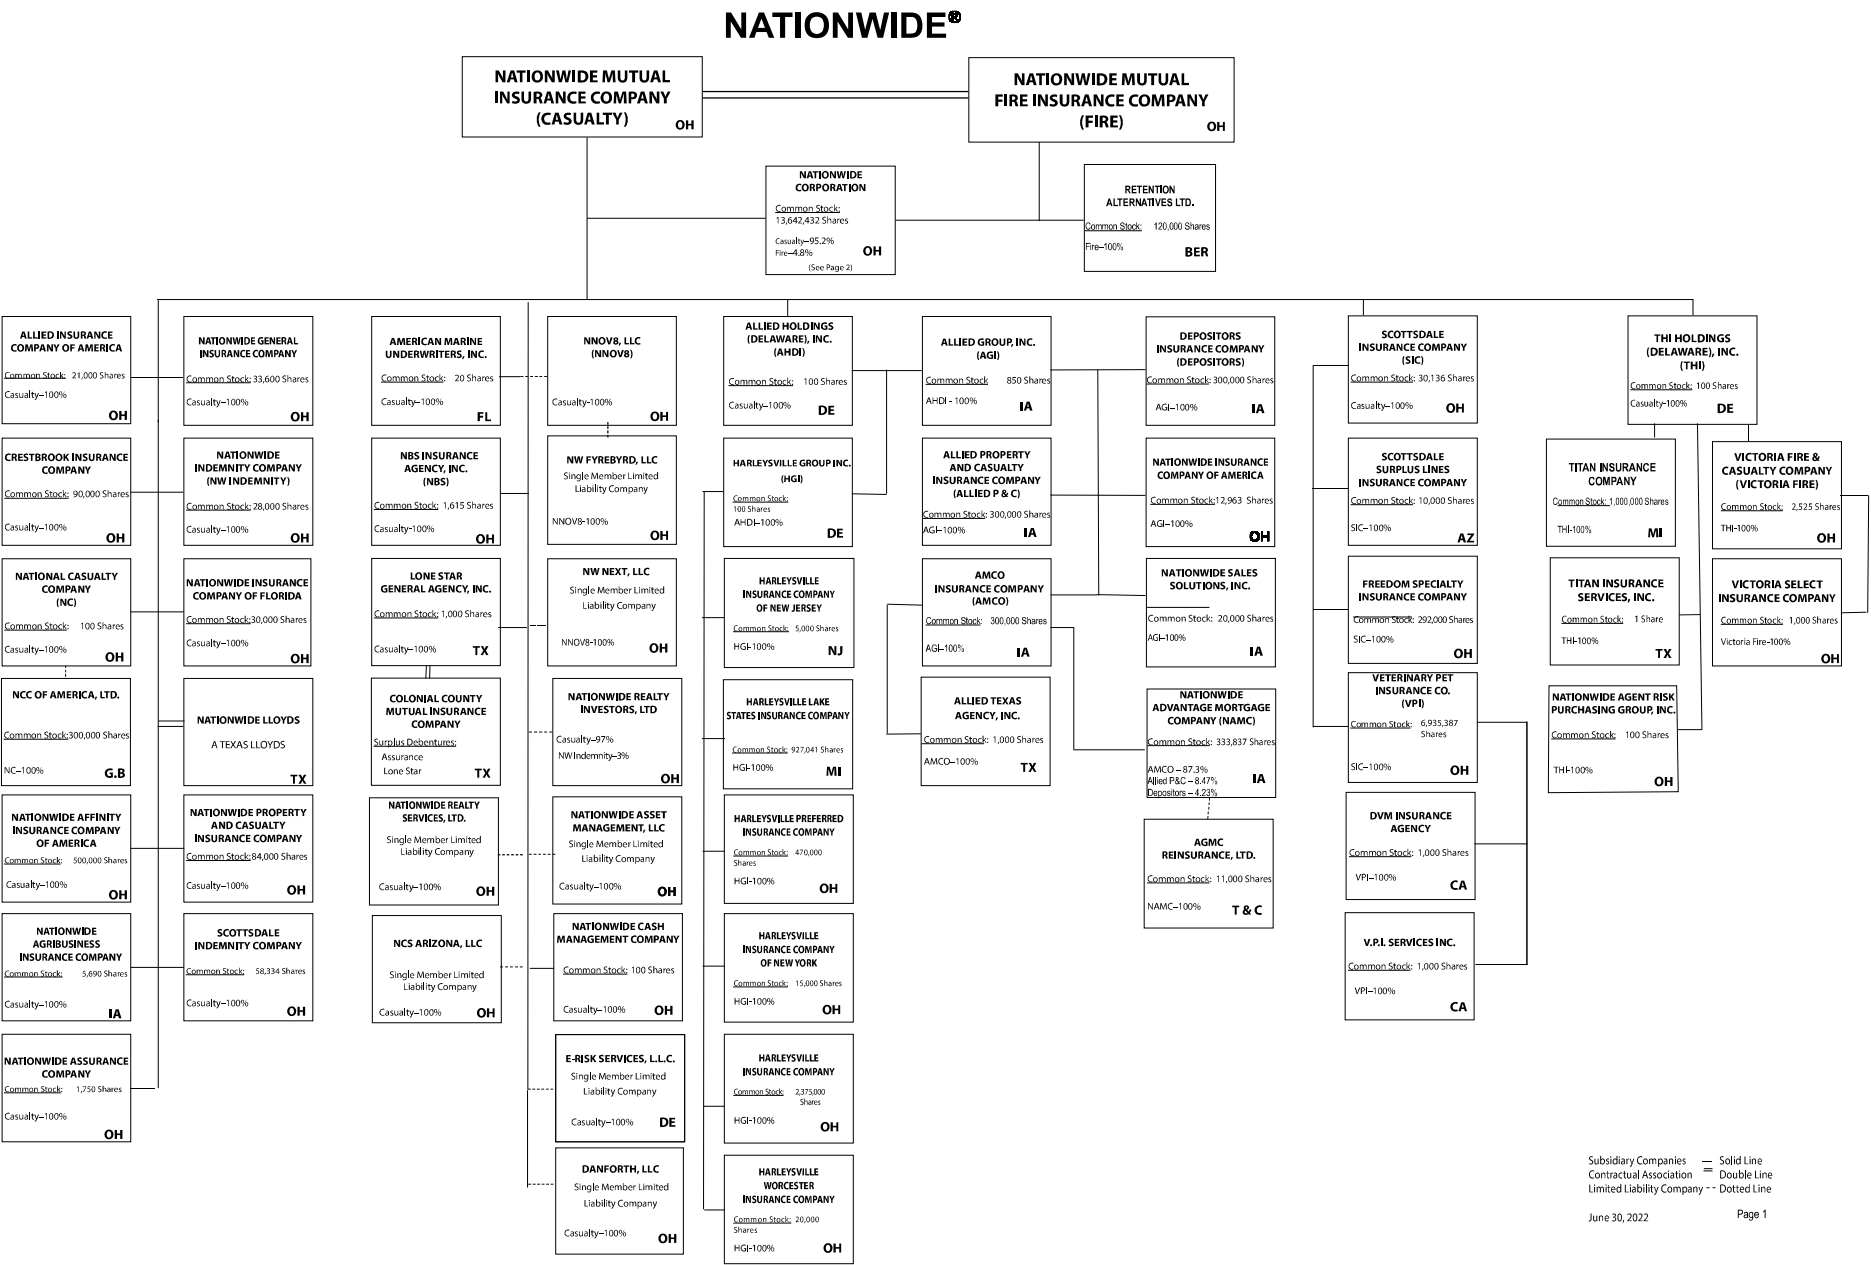 NATIONWIDE®
NATIONWIDE MUTUAL
INSURANCE COMPANY
(CASUALTY)
OH
NATIONWIDE MUTUAL
FIRE INSURANCE COMPANY
(FIRE)
OH
NATIONWIDE
CORPORATION
Common Stock:
13,642,432 Shares
Casualty–95.2%
Fire–4.8%
OH
(See Page 2)
RETENTION
ALTERNATIVES LTD.
Common Stock: 120,000 Shares
Fire–100%
BER
ALLIED INSURANCE
COMPANY OF AMERICA
Common Stock: 21,000 Shares
Casualty–100%
OH
CRESTBROOK INSURANCE
COMPANY
Common Stock: 90,000 Shares
Casualty–100%
OH
NATIONAL CASUALTY
COMPANY
(NC)
Common Stock: 100 Shares
Casualty–100%
OH
NCC OF AMERICA, LTD.
Common Stock:300,000 Shares
NC–100%
G.B
NATIONWIDE AFFINITY
INSURANCE COMPANY
OF AMERICA
Common Stock: 500,000 Shares
Casualty–100%
OH
NATIONWIDE
AGRIBUSINESS
INSURANCE COMPANY
Common Stock: 5,690 Shares
Casualty–100%
IA
NATIONWIDE ASSURANCE
COMPANY
Common Stock: 1,750 Shares
Casualty–100%
OH
NATIONWIDE GENERAL
INSURANCE COMPANY
Common Stock: 33,600 Shares
Casualty–100%
OH
NATIONWIDE
INDEMNITY COMPANY
(NW INDEMNITY)
Common Stock: 28,000 Shares
Casualty–100%
OH
NATIONWIDE INSURANCE
COMPANY OF FLORIDA
Common Stock:30,000 Shares
Casualty–100%
OH
NATIONWIDE LLOYDS
A TEXAS LLOYDS
TX
NATIONWIDE PROPERTY
AND CASUALTY
INSURANCE COMPANY
Common Stock:84,000 Shares
Casualty–100%
OH
SCOTTSDALE
INDEMNITY COMPANY
Common Stock: 58,334 Shares
Casualty–100%
OH
AMERICAN MARINE
UNDERWRITERS, INC.
Common Stock: 20 Shares
Casualty–100%
FL
NBS INSURANCE
AGENCY, INC.
(NBS)
Common Stock: 1,615 Shares
Casualty–100%
OH
LONE STAR
GENERAL AGENCY, INC.
Common Stock: 1,000 Shares
Casualty–100%
TX
COLONIAL COUNTY
MUTUAL INSURANCE
COMPANY
Surplus Debentures:
Assurance
Lone Star
TX
NATIONWIDE REALTY
SERVICES, LTD.
Single Member Limited
Liability Company
Casualty–100%
OH
NCS ARIZONA, LLC
Single Member Limited
Liability Company
Casualty–100%
OH
NNOV8, LLC
(NNOV8)
Casualty–100%
OH
NW FYREBYRD, LLC
Single Member Limited
Liability Company
NNOV8-100%
OH
NW NEXT, LLC
Single Member Limited
Liability Company
NNOV8-100%
OH
NATIONWIDE REALTY
INVESTORS, LTD
Casualty–97%
NW Indemnity–3%
OH
NATIONWIDE ASSET
MANAGEMENT, LLC
Single Member Limited
Liability Company
Casualty–100%
OH
NATIONWIDE CASH
MANAGEMENT COMPANY
Common Stock: 100 Shares
Casualty–100%
OH
E-RISK SERVICES, L.L.C.
Single Member Limited
Liability Company
Casualty–100%
DE
DANFORTH, LLC
Single Member Limited
Liability Company
Casualty–100%
OH
ALLIED HOLDINGS
(DELAWARE), INC.
(AHDI)
Common Stock: 100 Shares
Casualty–100%
DE
HARLEYSVILLE GROUP INC.
(HGI)
Common Stock:
100 Shares
AHDI–100%
DE
HARLEYSVILLE
INSURANCE COMPANY
OF NEW JERSEY
Common Stock: 5,000 Shares
HGI-100%
NJ
HARLEYSVILLE LAKE
STATES INSURANCE COMPANY
Common Stock: 927,041 Shares
HGI-100%
MI
HARLEYSVILLE PREFERRED
INSURANCE COMPANY
Common Stock: 470,000
Shares
HGI-100%
OH
HARLEYSVILLE
INSURANCE COMPANY
OF NEW YORK
Common Stock: 15,000 Shares
HGI-100%
OH
HARLEYSVILLE
INSURANCE COMPANY
Common Stock: 2,375,000
Shares
HGI-100%
OH
HARLEYSVILLE
WORCESTER
INSURANCE COMPANY
Common Stock: 20,000
Shares
HGI-100%
OH
ALLIED GROUP, INC.
(AGI)
Common Stock 850 Shares
AHDI - 100%
IA
ALLIED PROPERTY
AND CASUALTY
INSURANCE COMPANY
(ALLIED P & C)
Common Stock: 300,000 Shares
AGI–100%
IA
AMCO
INSURANCE COMPANY
(AMCO)
Common Stock: 300,000 Shares
AGI–100%
IA
ALLIED TEXAS
AGENCY, INC.
Common Stock: 1,000 Shares
AMCO–100%
TX
DEPOSITORS
INSURANCE COMPANY
(DEPOSITORS)
Common Stock: 300,000 Shares
AGI–100%
IA
NATIONWIDE INSURANCE
COMPANY OF AMERICA
Common Stock:12,963 Shares
AGI–100%
OH
NATIONWIDE SALES
SOLUTIONS, INC.
Common Stock: 20,000 Shares
AGI–100%
IA
NATIONWIDE
ADVANTAGE MORTGAGE
COMPANY (NAMC)
Common Stock: 333,837 Shares
AMCO – 87.3%
Allied P&C – 8.47%
Depositors – 4.23%
IA
AGMC
REINSURANCE, LTD.
Common Stock: 11,000 Shares
NAMC–100%
T & C
SCOTTSDALE
INSURANCE COMPANY
(SIC)
Common Stock: 30,136 Shares
Casualty–100%
OH
SCOTTSDALE
SURPLUS LINES
INSURANCE COMPANY
Common Stock: 10,000 Shares
SIC–100%
AZ
FREEDOM SPECIALTY
INSURANCE COMPANY
Common Stock: 292,000 Shares
SIC–100%
OH
VETERINARY PET
INSURANCE CO.
(VPI)
Common Stock: 6,935,387
Shares
SIC–100%
OH
DVM INSURANCE
AGENCY
Common Stock: 1,000 Shares
VPI–100%
CA
V.P.I. SERVICES INC.
Common Stock: 1,000 Shares
VPI–100%
CA
THI HOLDINGS
(DELAWARE), INC.
(THI)
Common Stock: 100 Shares
Casualty-100%
DE
TITAN INSURANCE
COMPANY
Common Stock: 1,000,000 Shares
THI-100%
MI
TITAN INSURANCE
SERVICES, INC.
Common Stock: 1 Share
THI-100%
TX
NATIONWIDE AGENT RISK
PURCHASING GROUP, INC.
Common Stock: 100 Shares
THI-100%
OH
VICTORIA FIRE &
CASUALTY COMPANY
(VICTORIA FIRE)
Common Stock: 2,525 Shares
THI-100%
OH
VICTORIA SELECT
INSURANCE COMPANY
Common Stock: 1,000 Shares
Victoria Fire-100%
OH
Subsidiary Companies — Solid Line
Contractual Association = Double Line
Limited Liability Company -- Dotted Line
June 30, 2022
Page 1